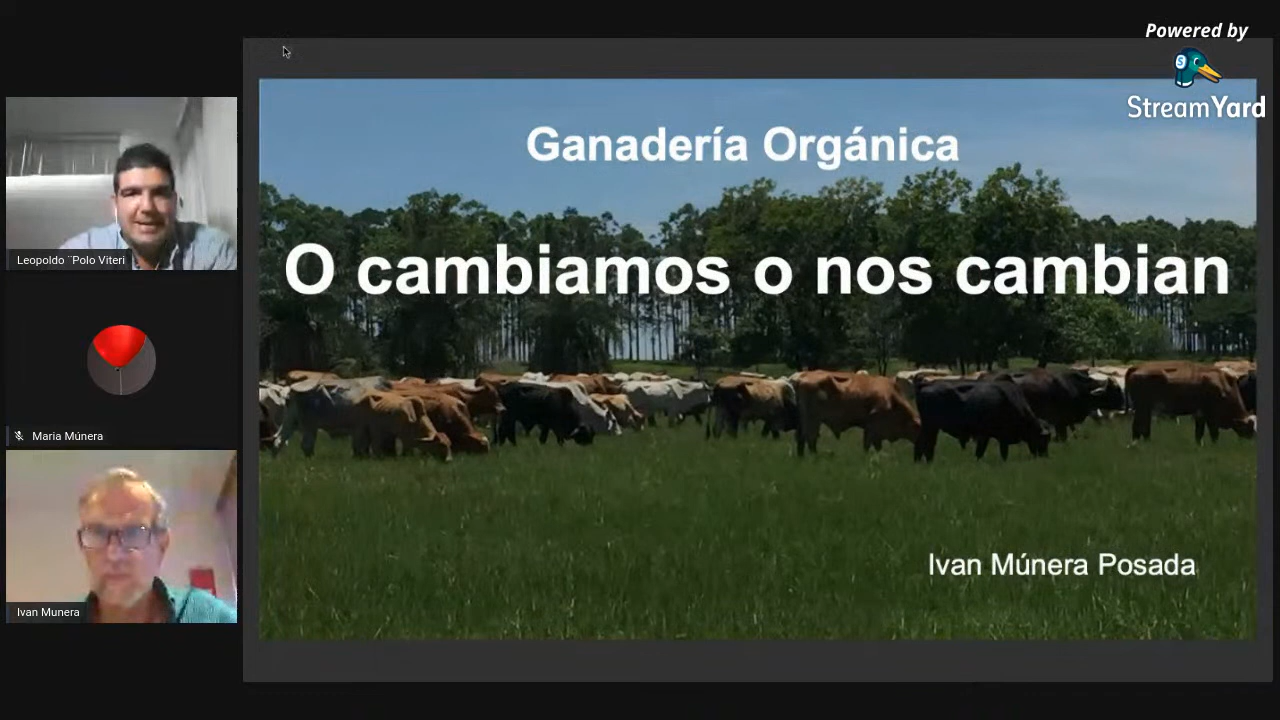 Powered by
StreamYard
Ganadería Orgánica
O cambiamos o nos cambian
Ivan Múnera Posada
Leopoldo ¨Polo Viteri
Maria Múnera
Ivan Munera